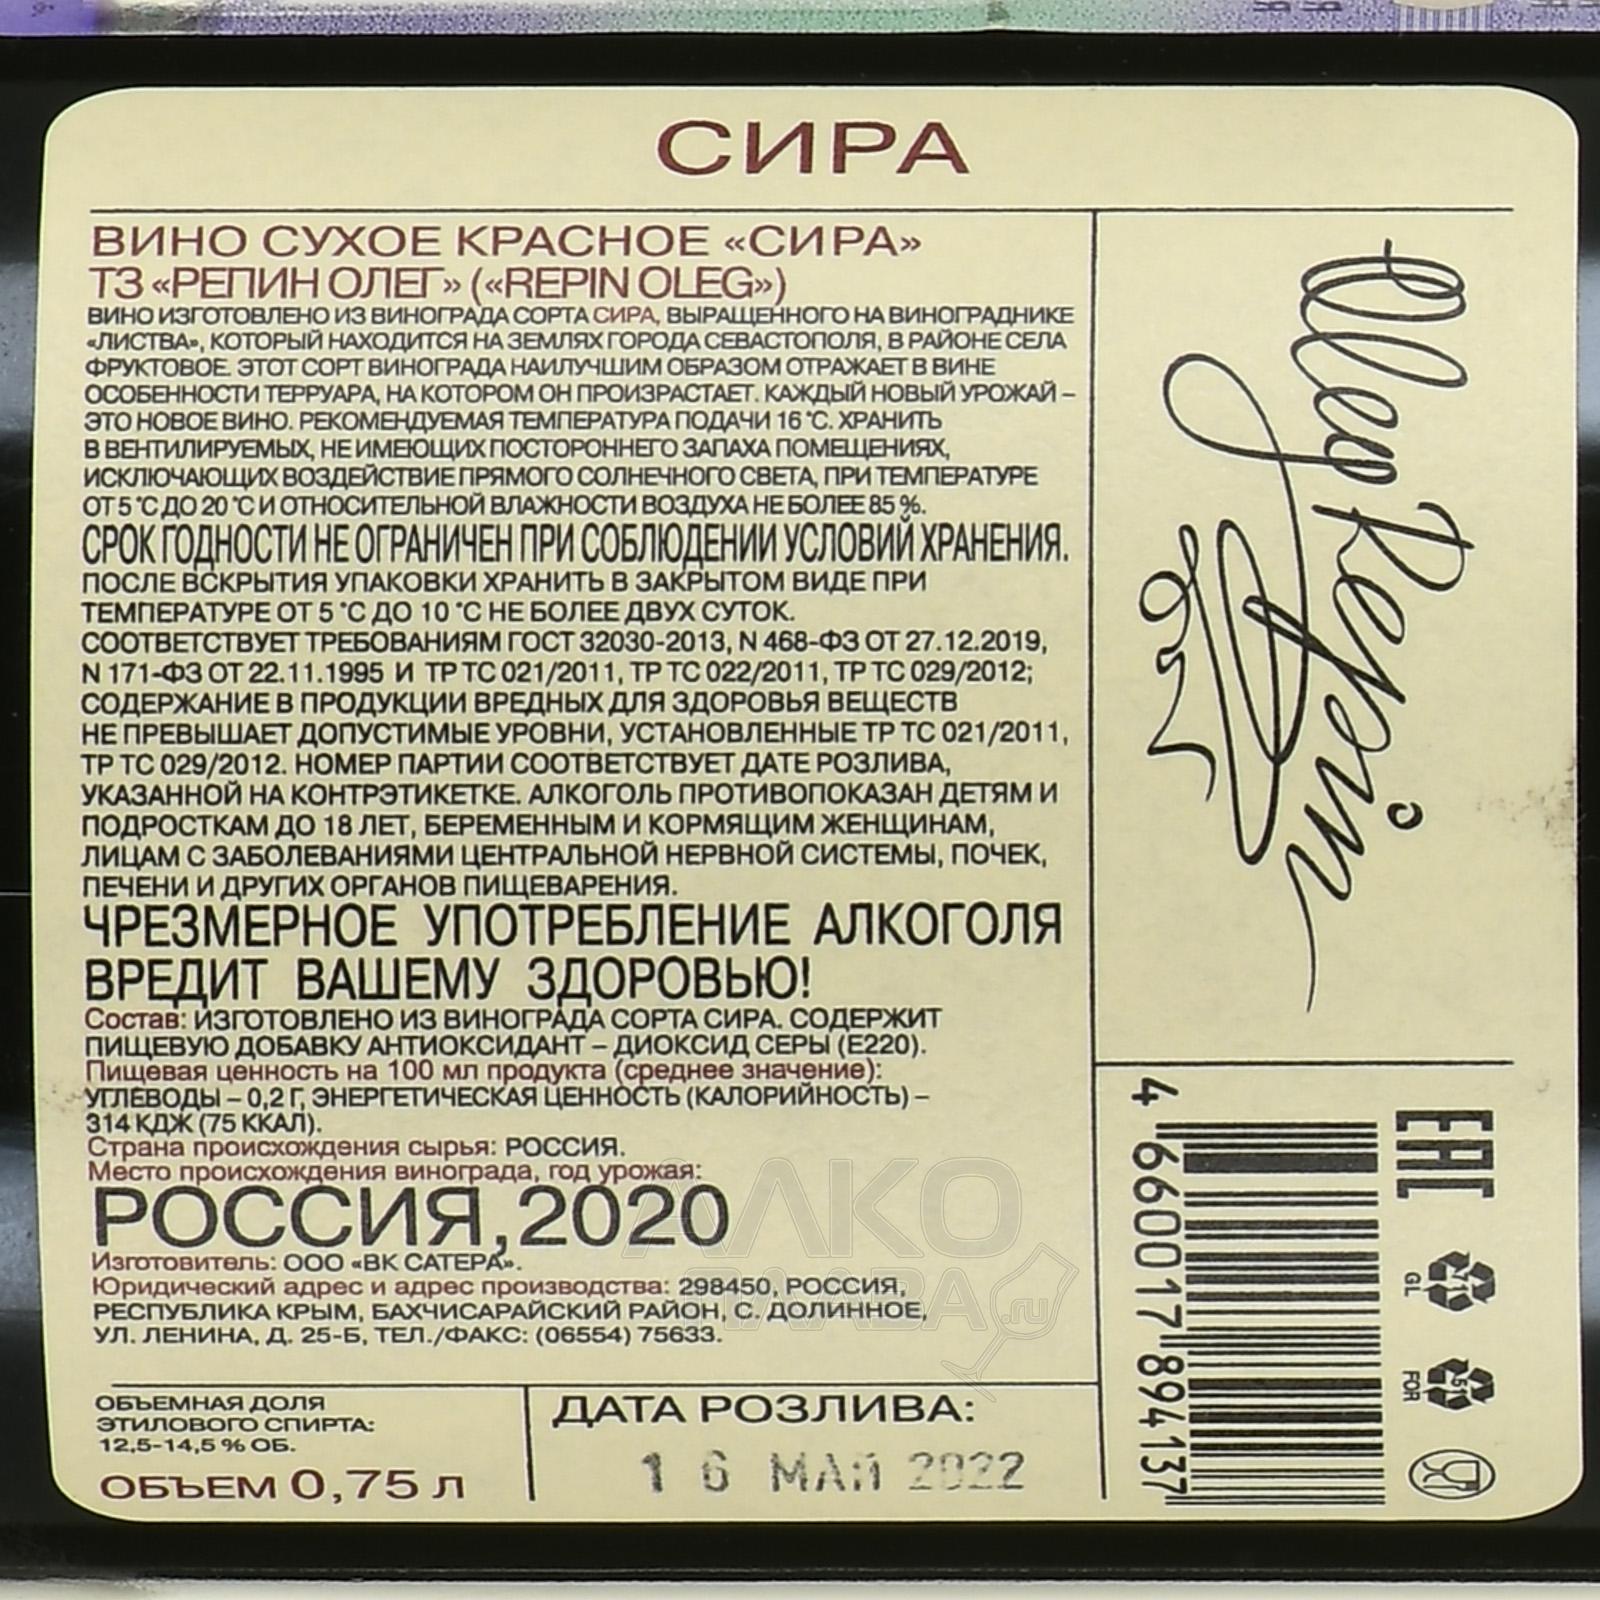 СИРА
ВИНО СУХОЕ КРАСНОЕ «СИРА»
ТЗ «РЕПИН ОЛЕГ» («REPIN OLEG»)
ВИНО ИЗГОТОВЛЕНО ИЗ ВИНОГРАДА СОРТА СИРА, ВЫРАЩЕННОГО НА ВИНОГРАДНИКЕ
«ЛИСТВА», КОТОРЫЙ НАХОДИТСЯ НА ЗЕМЛЯХ ГОРОДА СЕВАСТОПОЛЯ, В РАЙОНЕ СЕЛА
ФРУКТОВОЕ. ЭТОТ СОРТ ВИНОГРАДА НАИЛУЧШИМ ОБРАЗОМ ОТРАЖАЕТ В ВИНЕ
ОСОБЕННОСТИ ТЕРРУАРА, НА КОТОРОМ ОН ПРОИЗРАСТАЕТ. КАЖДЫЙ НОВЫЙ УРОЖАЙ –
ЭТО НОВОЕ ВИНО. РЕКОМЕНДУЕМАЯ ТЕМПЕРАТУРА ПОДАЧИ 16 °С. ХРАНИТЬ
В ВЕНТИЛИРУЕМЫХ, НЕ ИМЕЮЩИХ ПОСТОРОННЕГО ЗАПАХА ПОМЕЩЕНИЯХ,
ИСКЛЮЧАЮЩИХ ВОЗДЕЙСТВИЕ ПРЯМОГО СОЛНЕЧНОГО СВЕТА, ПРИ ТЕМПЕРАТУРЕ
ОТ 5 °С ДО 20 °С И ОТНОСИТЕЛЬНОЙ ВЛАЖНОСТИ ВОЗДУХА НЕ БОЛЕЕ 85 %.
СРОК ГОДНОСТИ НЕ ОГРАНИЧЕН ПРИ СОБЛЮДЕНИИ УСЛОВИЙ ХРАНЕНИЯ.
ПОСЛЕ ВСКРЫТИЯ УПАКОВКИ ХРАНИТЬ В ЗАКРЫТОМ ВИДЕ ПРИ
ТЕМПЕРАТУРЕ ОТ 5 °С ДО 10 °С НЕ БОЛЕЕ ДВУХ СУТОК.
СООТВЕТСТВУЕТ ТРЕБОВАНИЯМ ГОСТ 32030-2013, N 468-ФЗ ОТ 27.12.2019,
N 171-ФЗ ОТ 22.11.1995 И ТР ТС 021/2011, ТР ТС 022/2011, ТР ТС 029/2012;
СОДЕРЖАНИЕ В ПРОДУКЦИИ ВРЕДНЫХ ДЛЯ ЗДОРОВЬЯ ВЕЩЕСТВ
НЕ ПРЕВЫШАЕТ ДОПУСТИМЫЕ УРОВНИ, УСТАНОВЛЕННЫЕ ТР ТС 021/2011,
ТР ТС 029/2012. НОМЕР ПАРТИИ СООТВЕТСТВУЕТ ДАТЕ РОЗЛИВА,
УКАЗАННОЙ НА КОНТРЭТИКЕТКЕ. АЛКОГОЛЬ ПРОТИВОПОКАЗАН ДЕТЯМ И
ПОДРОСТКАМ ДО 18 ЛЕТ, БЕРЕМЕННЫМ И КОРМЯЩИМ ЖЕНЩИНАМ,
ЛИЦАМ С ЗАБОЛЕВАНИЯМИ ЦЕНТРАЛЬНОЙ НЕРВНОЙ СИСТЕМЫ, ПОЧЕК,
ПЕЧЕНИ И ДРУГИХ ОРГАНОВ ПИЩЕВАРЕНИЯ.
ЧРЕЗМЕРНОЕ УПОТРЕБЛЕНИЕ АЛКОГОЛЯ
ВРЕДИТ ВАШЕМУ ЗДОРОВЬЮ!
Состав: ИЗГОТОВЛЕНО ИЗ ВИНОГРАДА СОРТА СИРА. СОДЕРЖИТ
ПИЩЕВУЮ ДОБАВКУ АНТИОКСИДАНТ – ДИОКСИД СЕРЫ (Е220).
Пищевая ценность на 100 мл продукта (среднее значение):
УГЛЕВОДЫ – 0,2 Г, ЭНЕРГЕТИЧЕСКАЯ ЦЕННОСТЬ (КАЛОРИЙНОСТЬ) –
314 КДЖ (75 ККАЛ).
Страна происхождения сырья: РОССИЯ.
Место происхождения винограда, год урожая:
РОССИЯ, 2020
Изготовитель: ООО «ВК САТЕРА».
Юридический адрес и адрес производства: 298450, РОССИЯ,
РЕСПУБЛИКА КРЫМ, БАХЧИСАРАЙСКИЙ РАЙОН, С. ДОЛИННОЕ,
УЛ. ЛЕНИНА, Д. 25-Б, ТЕЛ./ФАКС: (06554) 75633.
ОБЪЕМНАЯ ДОЛЯ
ЭТИЛОВОГО СПИРТА:
12,5-14,5 % ОБ.
ОБЪЕМ 0,75 л
ДАТА РОЗЛИВА:
16 МАЙ 2022
Oleg Repin
EAC
4 660017 894137
71
GL
51
FOR
АЛКО
ПЛАВА
.ru